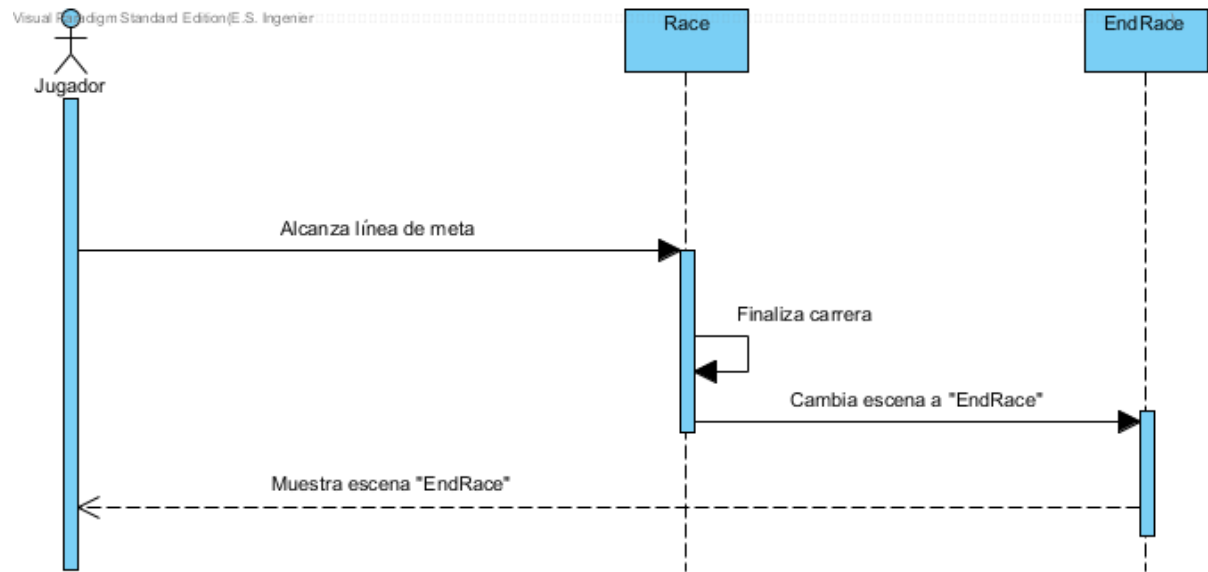 Visual Paradigm Standard Edition(E.S. Ingenier
Race
EndRace
Jugador
Alcanza línea de meta
Finaliza carrera
Cambia escena a "EndRace"
Muestra escena "EndRace"